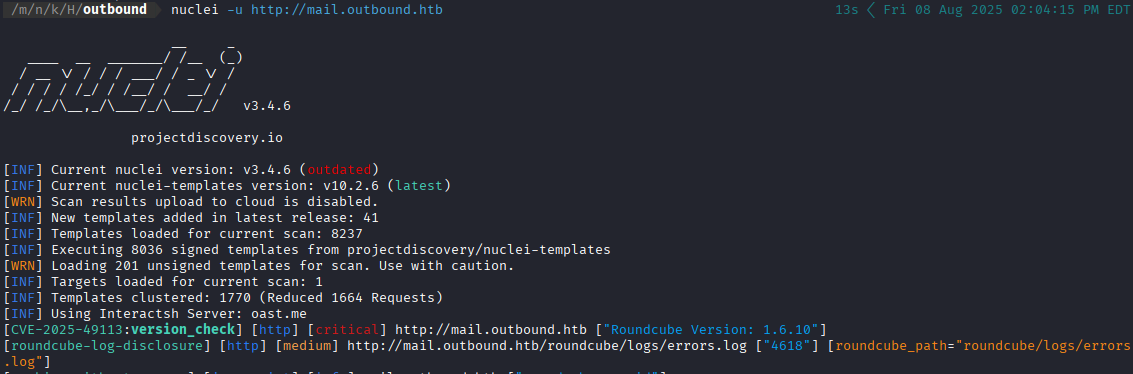 /m/n/k/H/outbound nuclei -u http://mail.outbound.htb 13s < Fri 08 Aug 2025 02:04:15 PM EDT
nuclei v3.4.6
projectdiscovery.io
[INF] Current nuclei version: v3.4.6 (outdated)
[INF] Current nuclei-templates version: v10.2.6 (latest)
[WRN] Scan results upload to cloud is disabled.
[INF] New templates added in latest release: 41
[INF] Templates loaded for current scan: 8237
[INF] Executing 8036 signed templates from projectdiscovery/nuclei-templates
[WRN] Loading 201 unsigned templates for scan. Use with caution.
[INF] Targets loaded for current scan: 1
[INF] Templates clustered: 1770 (Reduced 1664 Requests)
[INF] Using Interactsh Server: oast.me
[CVE-2025-49113:version_check] [http] [critical] http://mail.outbound.htb ["Roundcube Version: 1.6.10"]
[roundcube-log-disclosure] [http] [medium] http://mail.outbound.htb/roundcube/logs/errors.log ["4618"] [roundcube_path="roundcube/logs/errors
.log"]